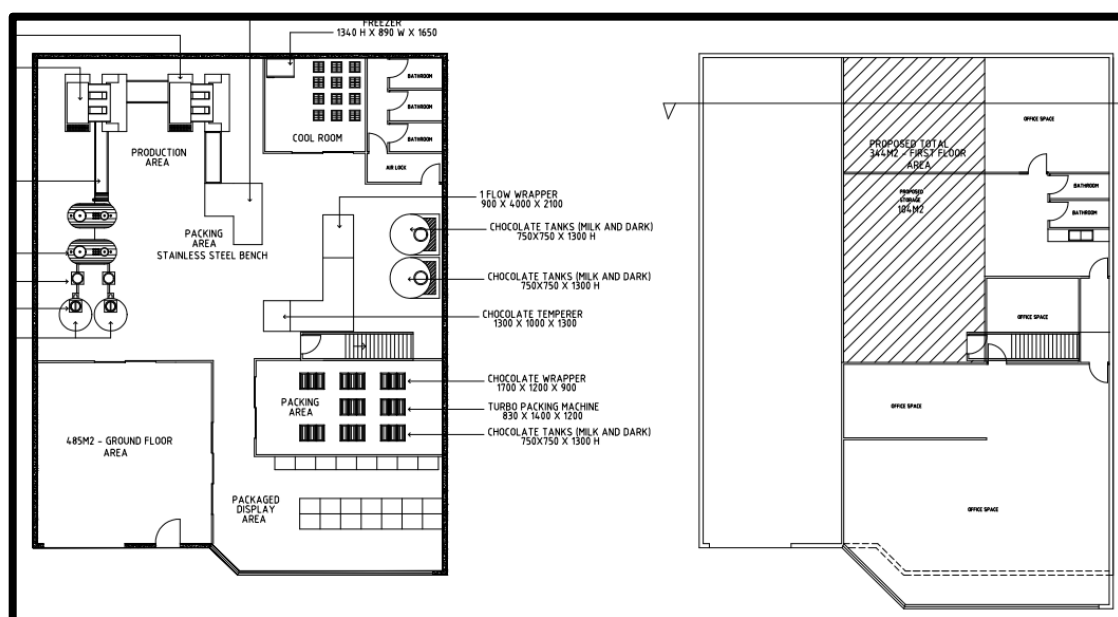 FREEZER
1340 H X 890 W X 1650
BATHROOM
BATHROOM
COOL ROOM
BATHROOM
PRODUCTION
AREA
AIR LOCK
1 FLOW WRAPPER
900 X 4000 X 2100
PACKING
AREA
STAINLESS STEEL BENCH
CHOCOLATE TANKS (MILK AND DARK)
750X750 X 1300 H
CHOCOLATE TANKS (MILK AND DARK)
750X750 X 1300 H
CHOCOLATE TEMPERER
1300 X 1000 X 1300
CHOCOLATE WRAPPER
1700 X 1200 X 900
PACKING
AREA
TURBO PACKING MACHINE
830 X 1400 X 1200
CHOCOLATE TANKS (MILK AND DARK)
750X750 X 1300 H
485M2 - GROUND FLOOR
AREA
PACKAGED
DISPLAY
AREA
OFFICE SPACE
PROPOSED TOTAL
344M2 - FIRST FLOOR
AREA
PROPOSED
STORAGE
104M2
BATHROOM
BATHROOM
OFFICE SPACE
OFFICE SPACE
OFFICE SPACE